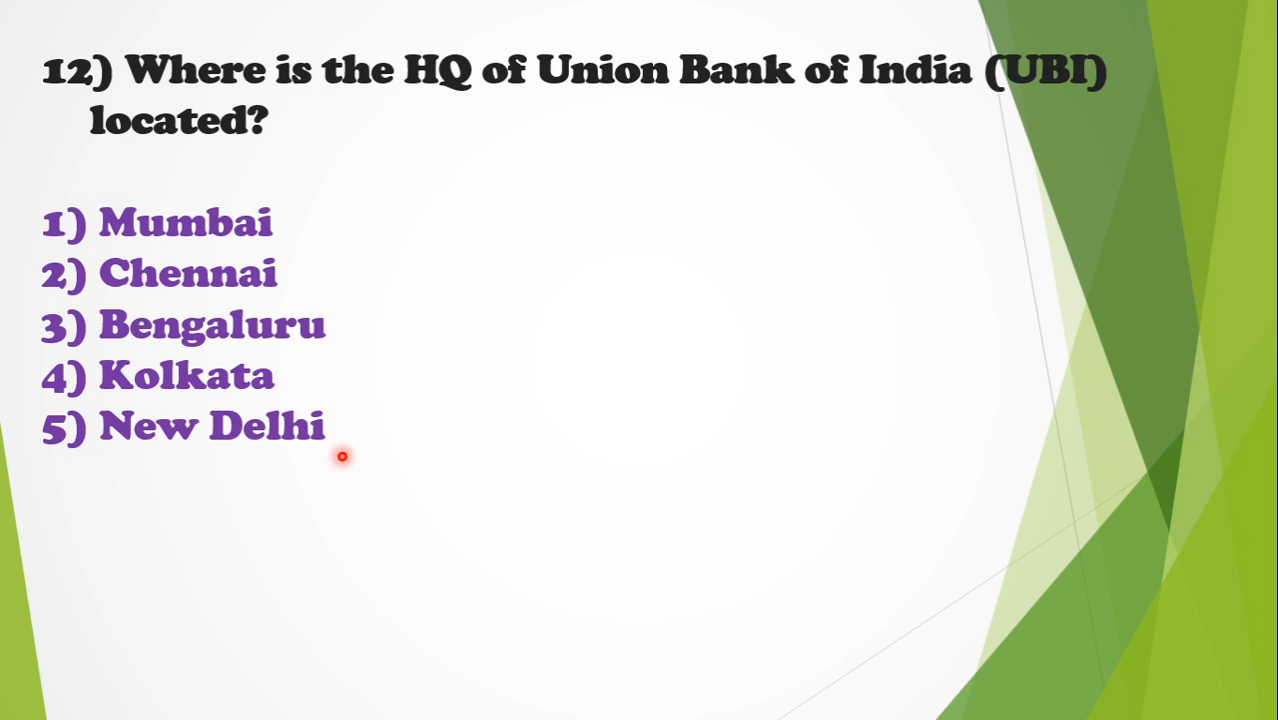 12) Where is the HQ of Union Bank of India (UBI)
located?
1) Mumbai
2) Chennai
3) Bengaluru
4) Kolkata
5) New Delhi